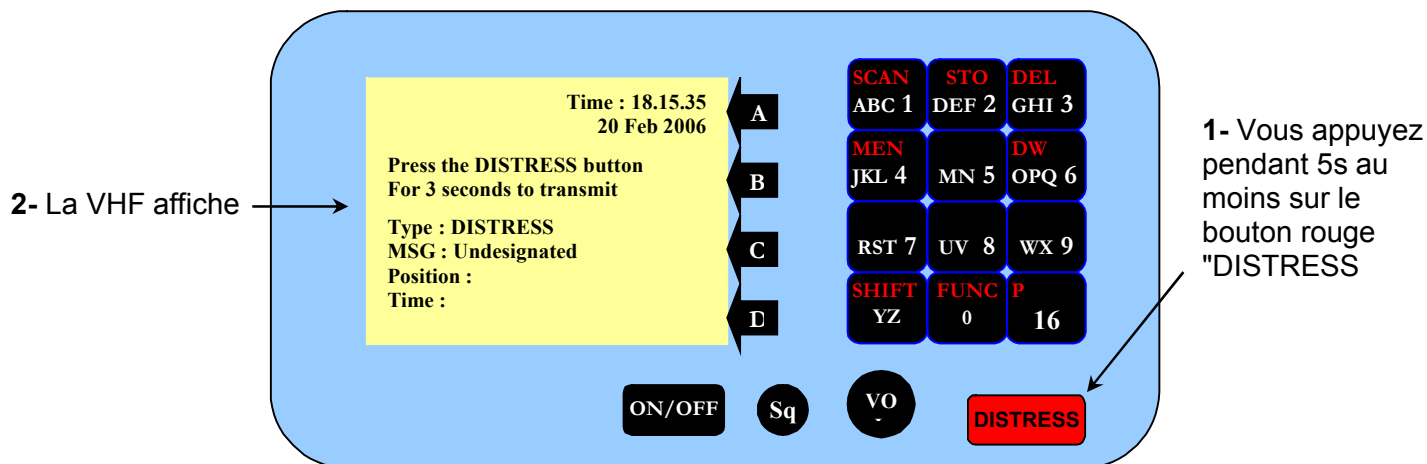 2- La VHF affiche
Time : 18.15.35
20 Feb 2006
Press the DISTRESS button
For 3 seconds to transmit
Type : DISTRESS
MSG : Undesignated
Position :
Time :
A
B
C
D
SCAN STO DEL
ABC 1 DEF 2 GHI 3
MEN DW
JKL 4 MN 5 OPQ 6
RST 7 UV 8 WX 9
SHIFT FUNC P
YZ 0 16
ON/OFF Sq VO DISTRESS
1- Vous appuyez
pendant 5s au
moins sur le
bouton rouge
"DISTRESS